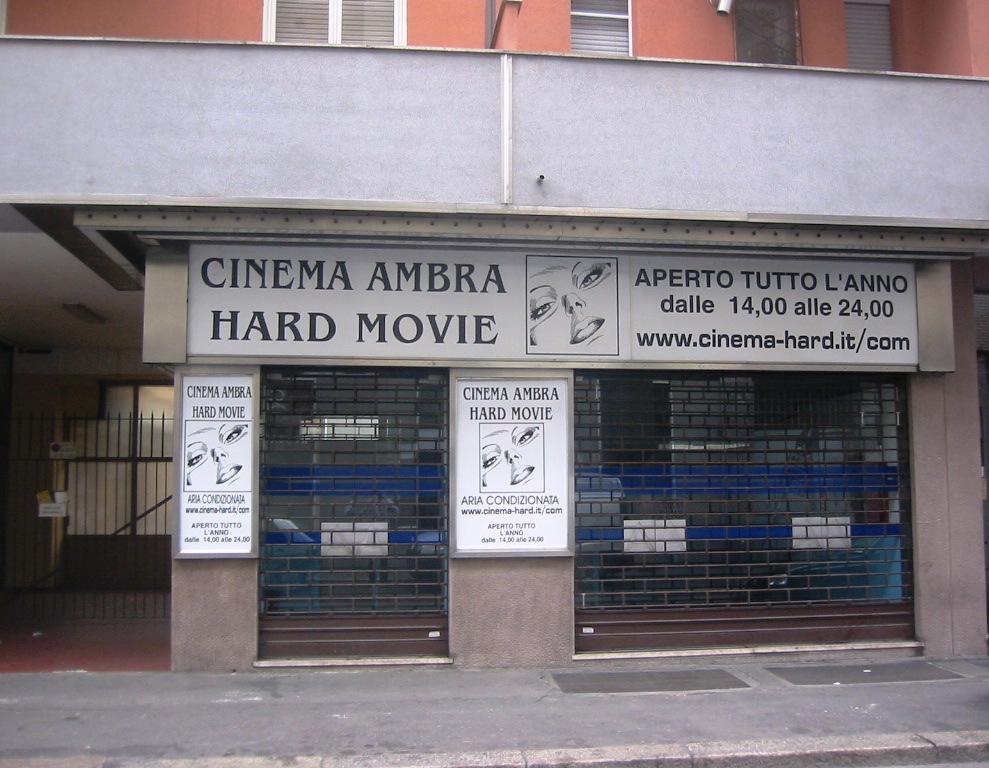 CINEMA AMBRA
HARD MOVIE
APERTO TUTTO L'ANNO
dalle 14,00 alle 24,00
www.cinema-hard.it/com
CINEMA AMBRA
HARD MOVIE
ARIA CONDIZIONATA
www.cinema-hard.it/com
APERTO TUTTO
L'ANNO
dalle 14,00 alle 24,00
CINEMA AMBRA
HARD MOVIE
ARIA CONDIZIONATA
www.cinema-hard.it/com
APERTO TUTTO
L'ANNO
dalle 14,00 alle 24,00